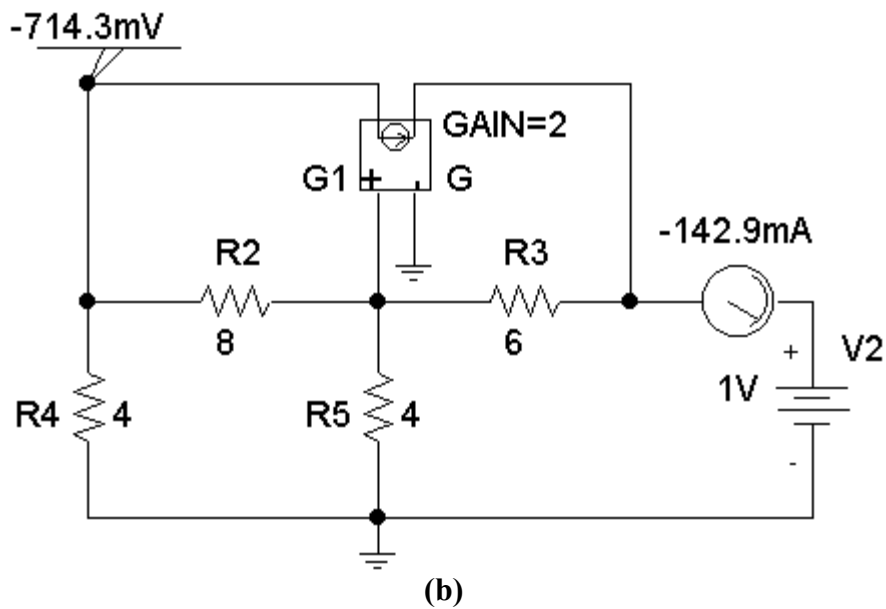 -714.3mV
GAIN=2
G1 + - G
-142.9mA
R2
R3
8
6
+
V2
1V
R4 4
R5 4
-
(b)